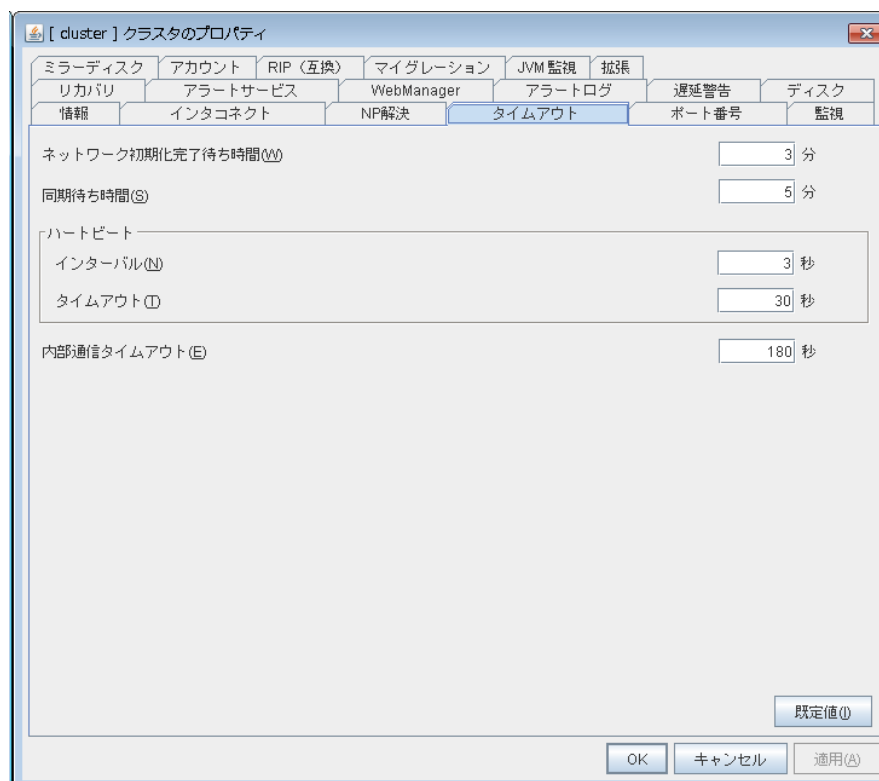 [ cluster ] クラスタのプロパティ
ミラーディスク アカウント RIP（互換） マイグレーション JVM 監視 拡張
リカバリ アラートサービス WebManager アラートログ 遅延警告 ディスク
情報 インタコネクト NP解決 タイムアウト ポート番号 監視
ネットワーク初期化完了待ち時間(W) 3 分
同期待ち時間(S) 5 分
ハートビート
インターバル(N) 3 秒
タイムアウト(T) 30 秒
内部通信タイムアウト(E) 180 秒
既定値(I)
OK キャンセル 適用(A)